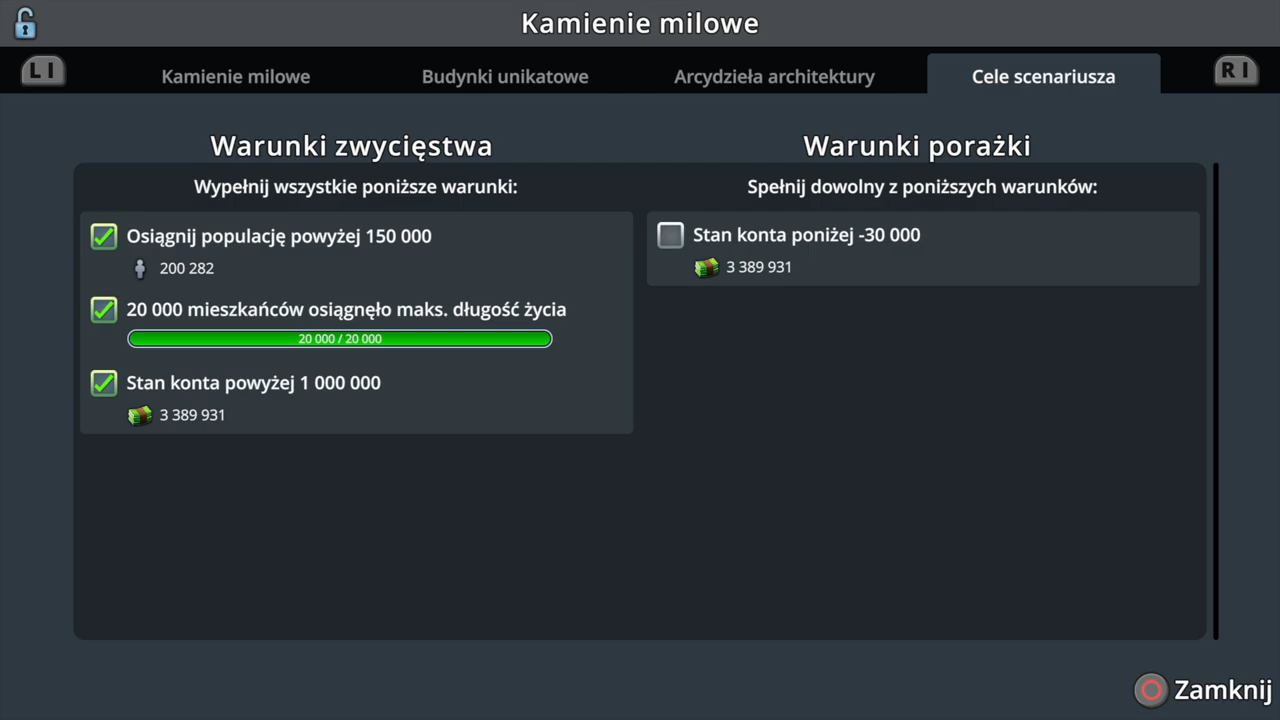 Kamienie milowe
L1
Kamienie milowe
Budynki unikatowe
Arcydzieła architektury
Cele scenariusza
R1
Warunki zwycięstwa
Wypełnij wszystkie poniższe warunki:
Osiągnij populację powyżej 150 000
200 282
20 000 mieszkańców osiągnęło maks. długość życia
20 000 / 20 000
Stan konta powyżej 1 000 000
3 389 931
Warunki porażki
Spełnij dowolny z poniższych warunków:
Stan konta poniżej -30 000
3 389 931
Zamknij